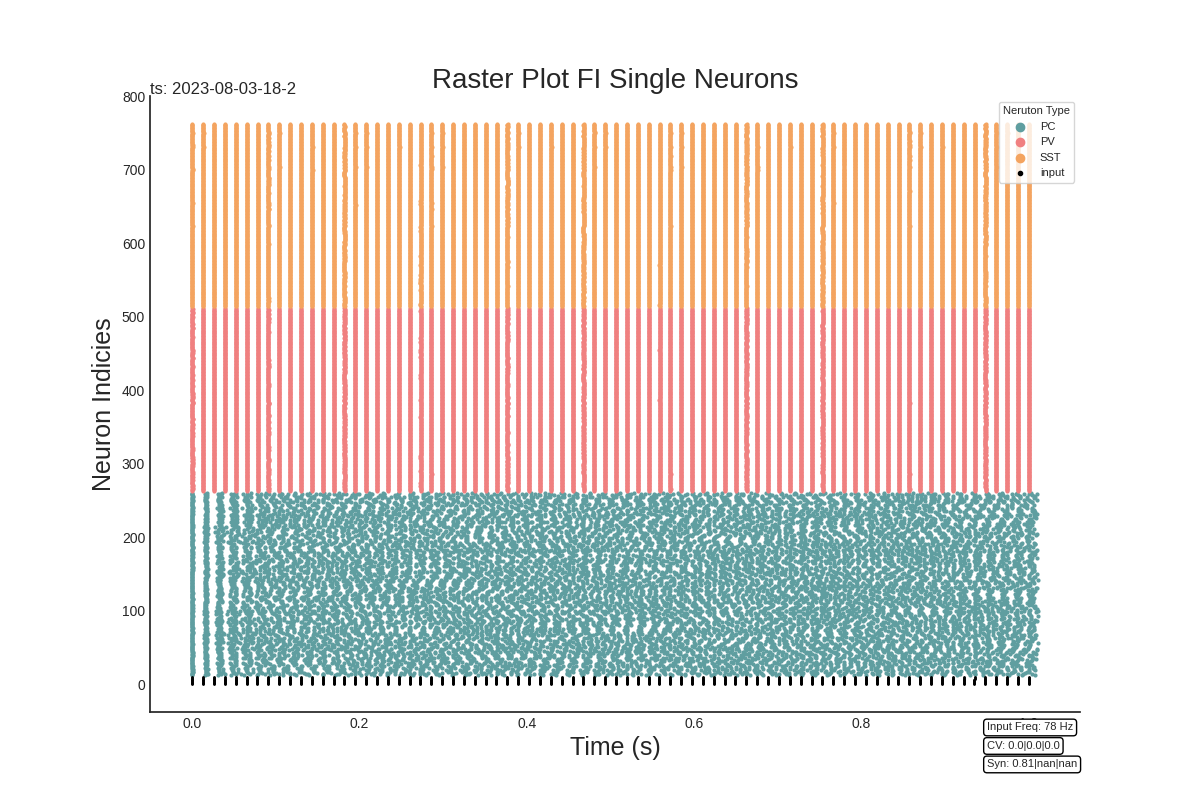 Raster Plot FI Single Neurons
ts: 2023-08-03-18-2
800
700
600
500
400
300
200
100
0
Neuron Indicies
Neruton Type
PC
PV
SST
input
0.0
0.2
0.4
0.6
0.8
Time (s)
Input Freq: 78 Hz
CV: 0.0|0.0|0.0
Syn: 0.81|nan|nan